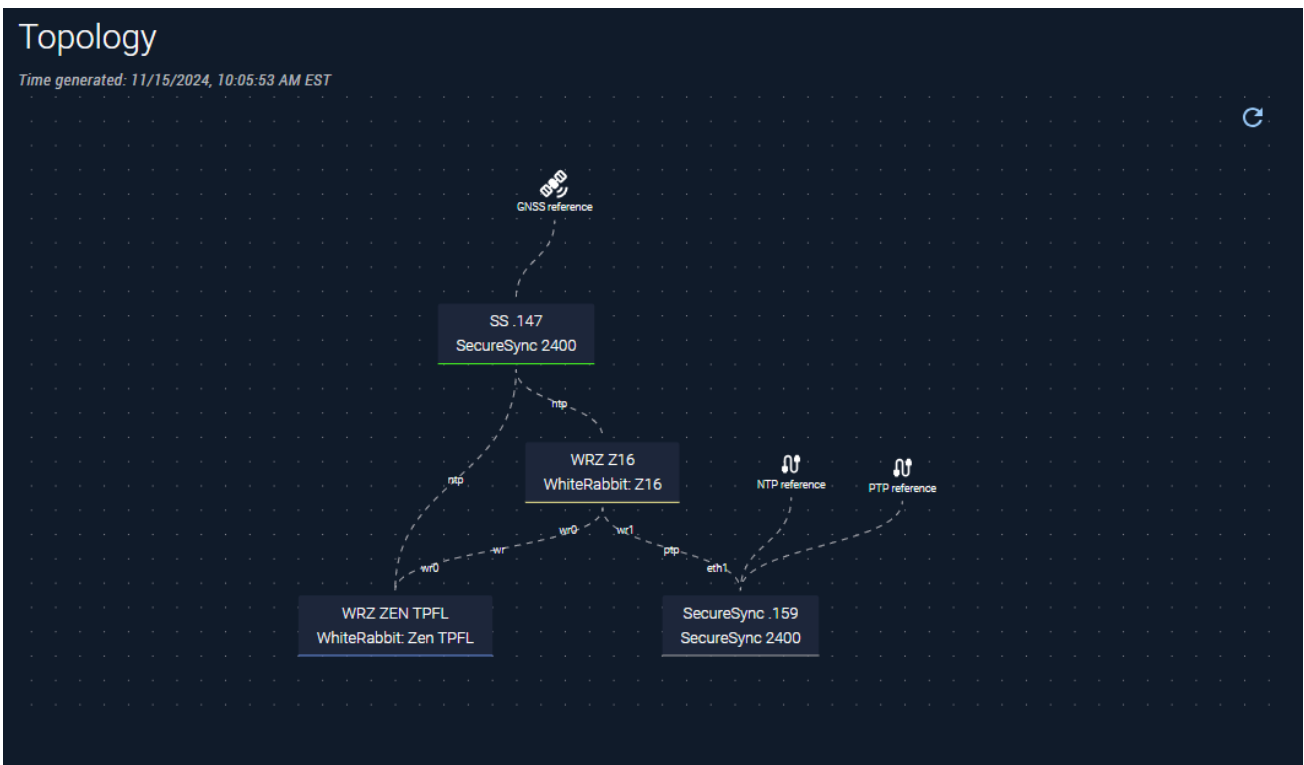 Topology
Time generated: 11/15/2024, 10:05:53 AM EST
GNSS reference
SS .147
SecureSync 2400
ntp
WRZ Z16
WhiteRabbit: Z16
NTP reference
PTP reference
ntp
wr0
wr1
wr
ptp
wr0
eth1
WRZ ZEN TPFL
WhiteRabbit: Zen TPFL
SecureSync .159
SecureSync 2400